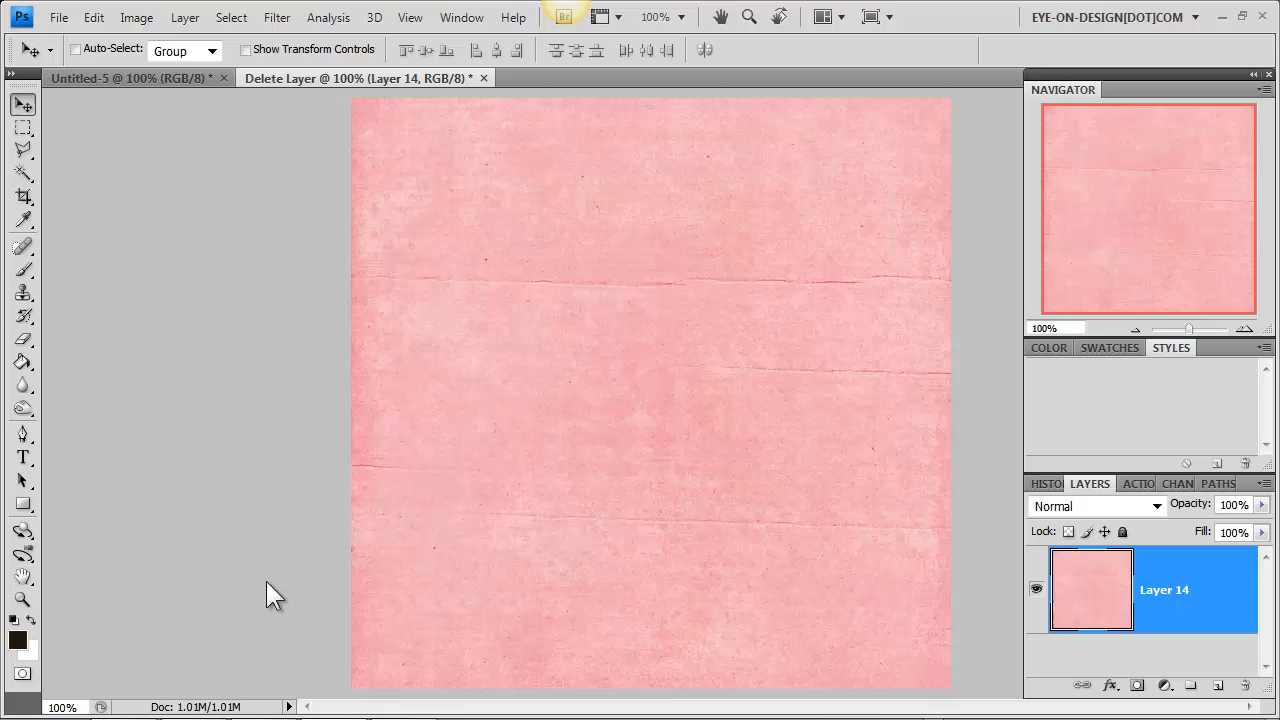 Ps File Edit Image Layer Select Filter Analysis 3D View Window Help Br 100% EYE-ON-DESIGN[DOT]COM
Auto-Select: Group Show Transform Controls
Untitled-5 @ 100% (RGB/8) * Delete Layer @ 100% (Layer 14, RGB/8) *
NAVIGATOR
100%
COLOR SWATCHES STYLES
HISTO LAYERS ACTIO CHAN PATHS
Normal Opacity: 100%
Lock: Fill: 100%
Layer 14
T
fx
100% Doc: 1.01M/1.01M